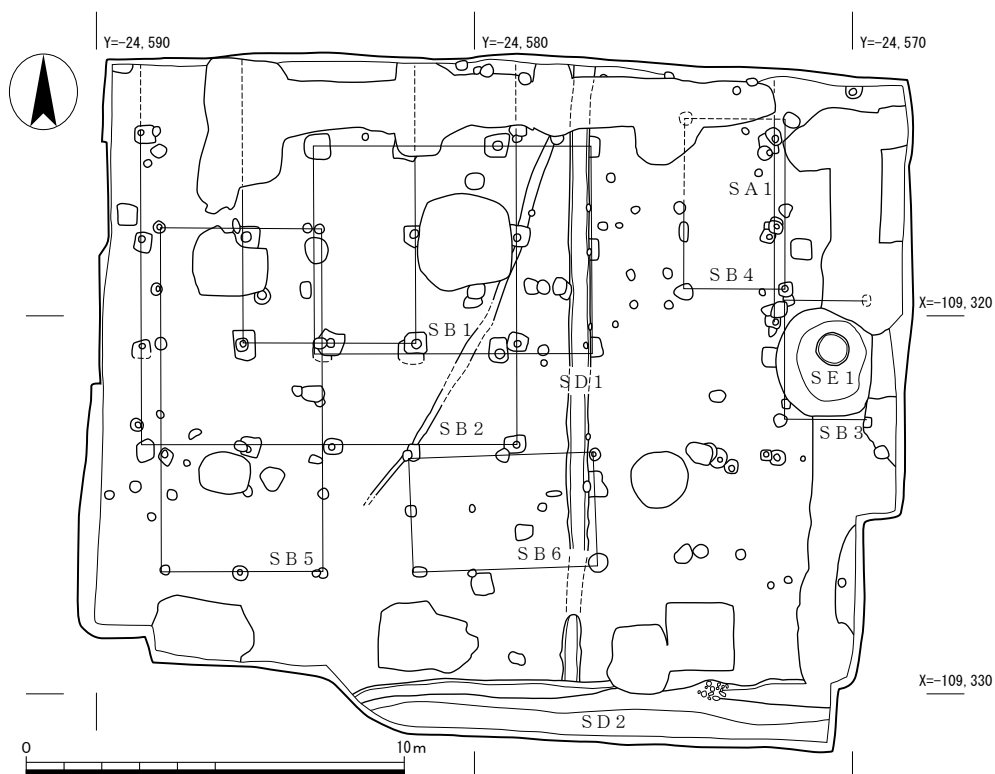 Y=-24, 590
Y=-24, 580
Y=-24, 570
SA1
SB4
X=-109, 320
SB1
SD1
SE1
SB2
SB3
SB5
SB6
X=-109, 330
SD2
0
10m